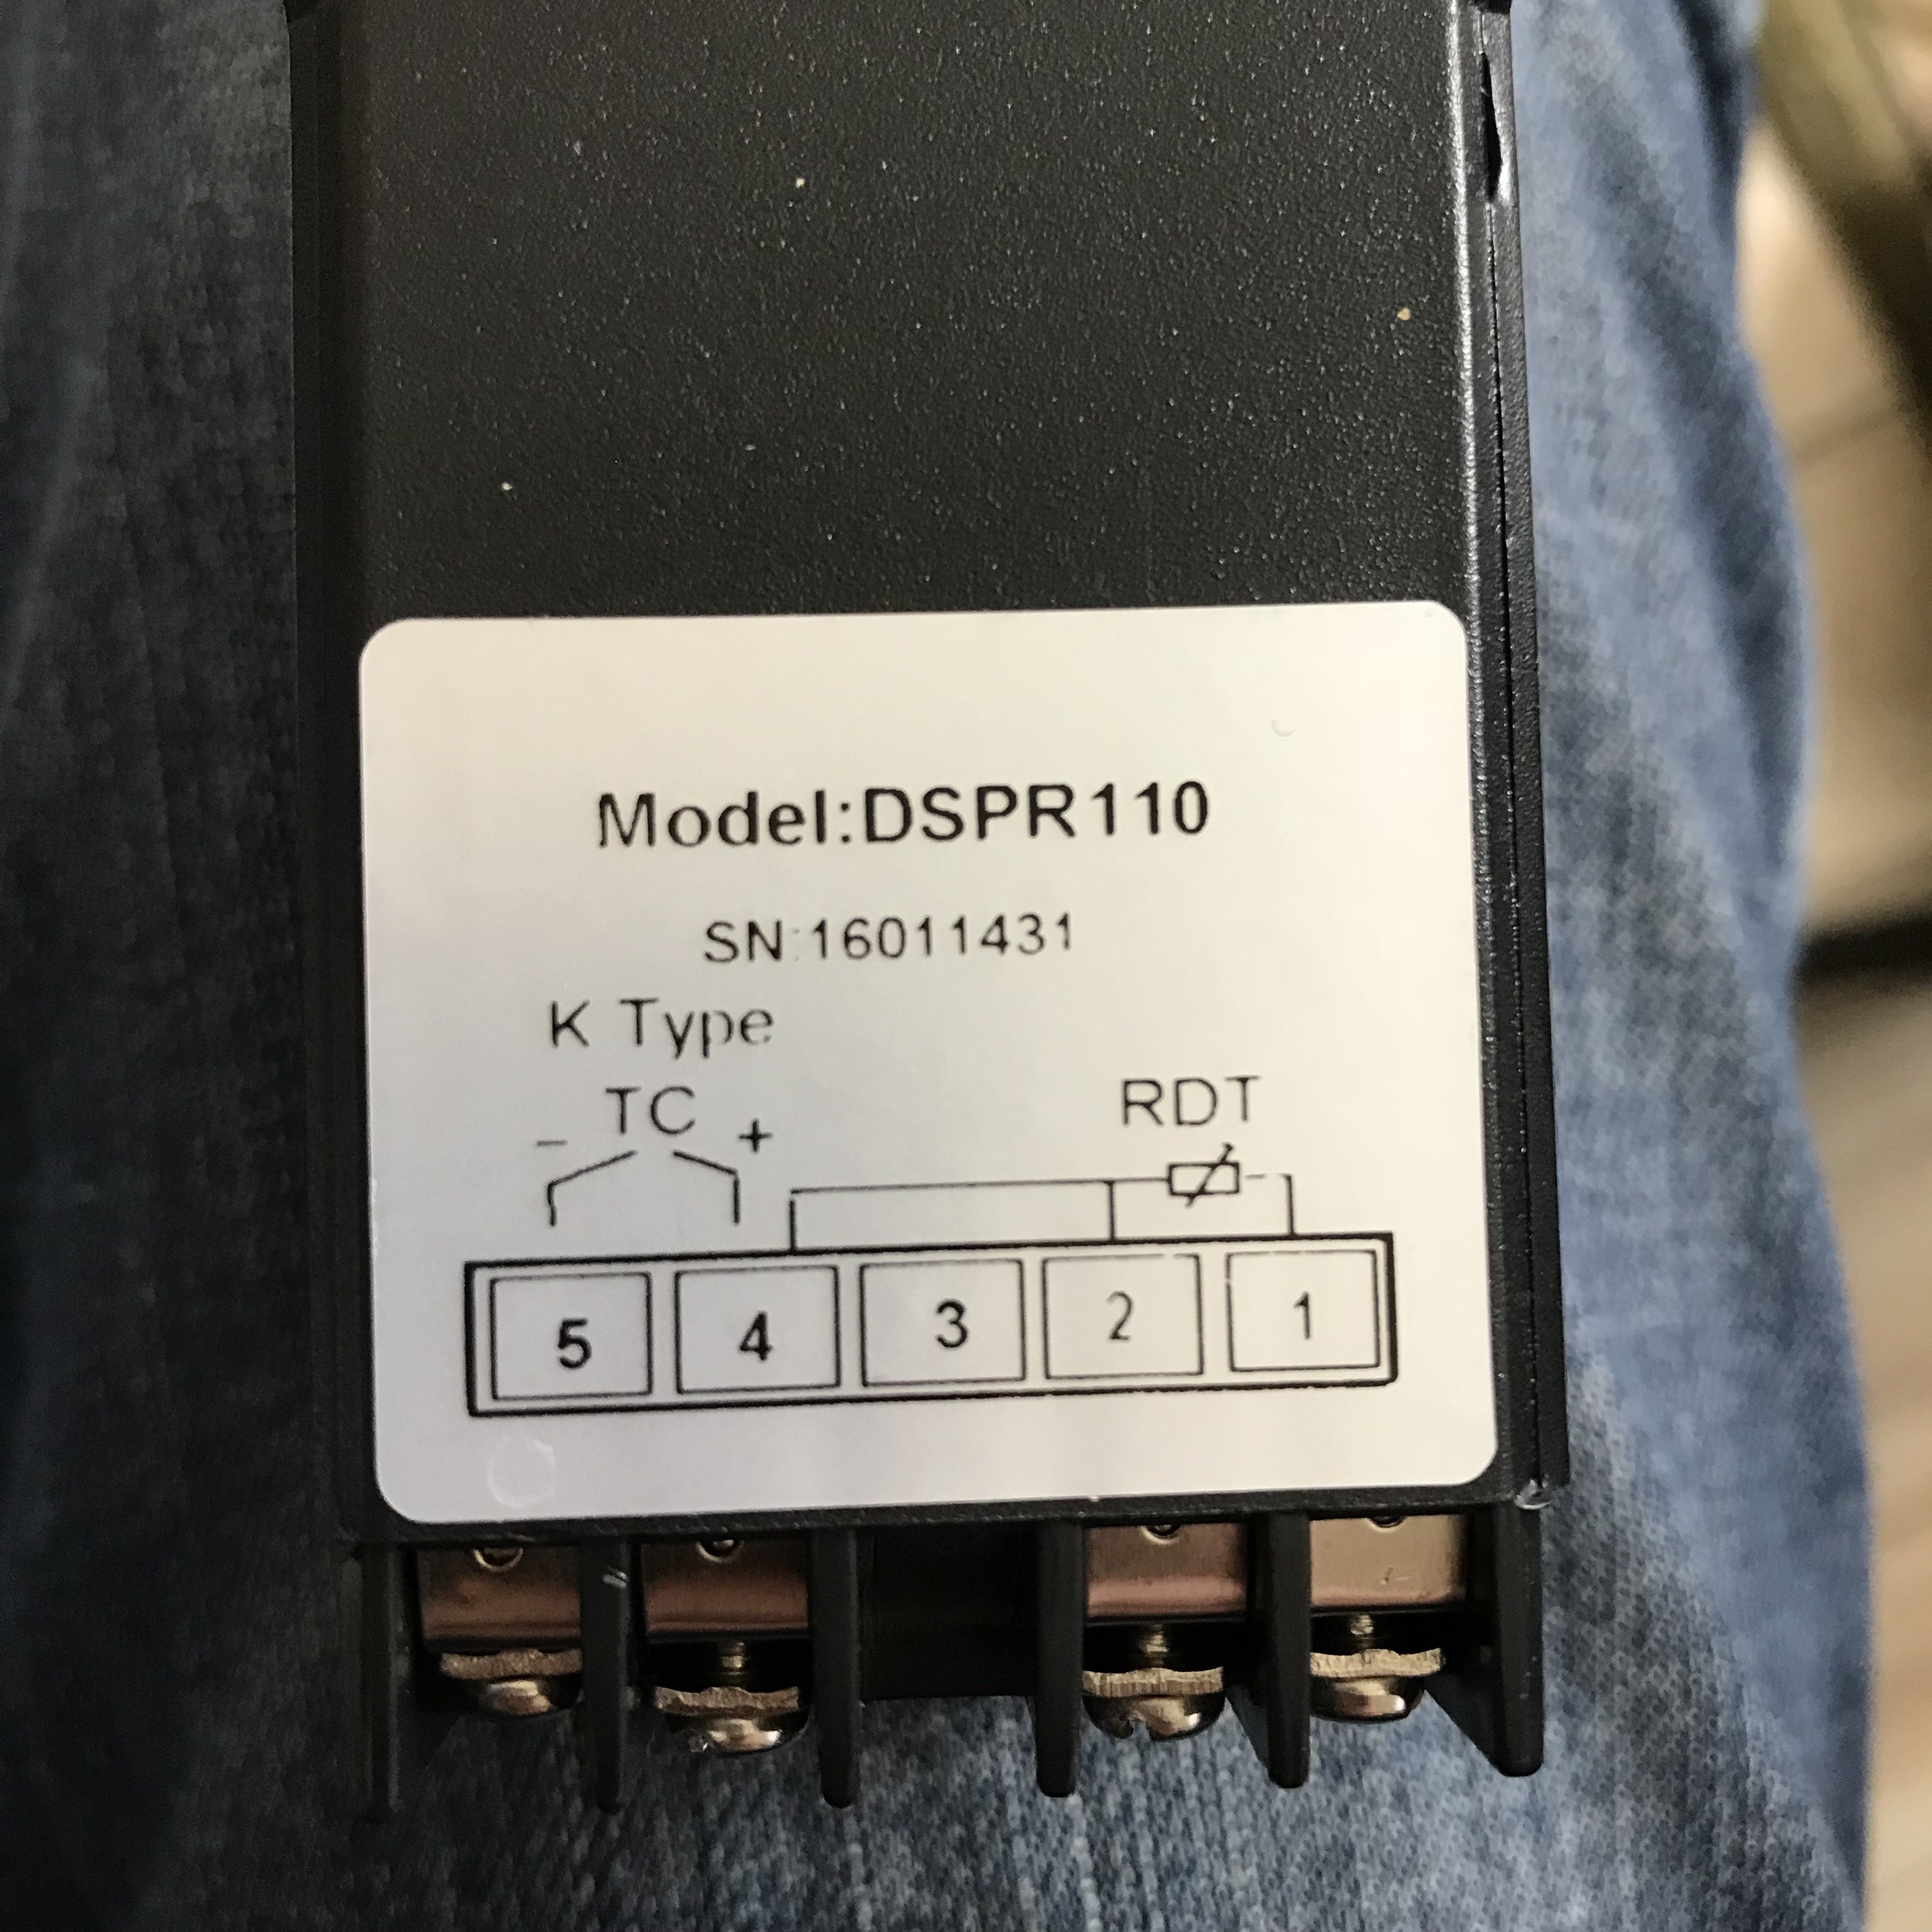 Model:DSPR110
SN:16011431
K Type
TC
- +
RDT
5 4 3 2 1